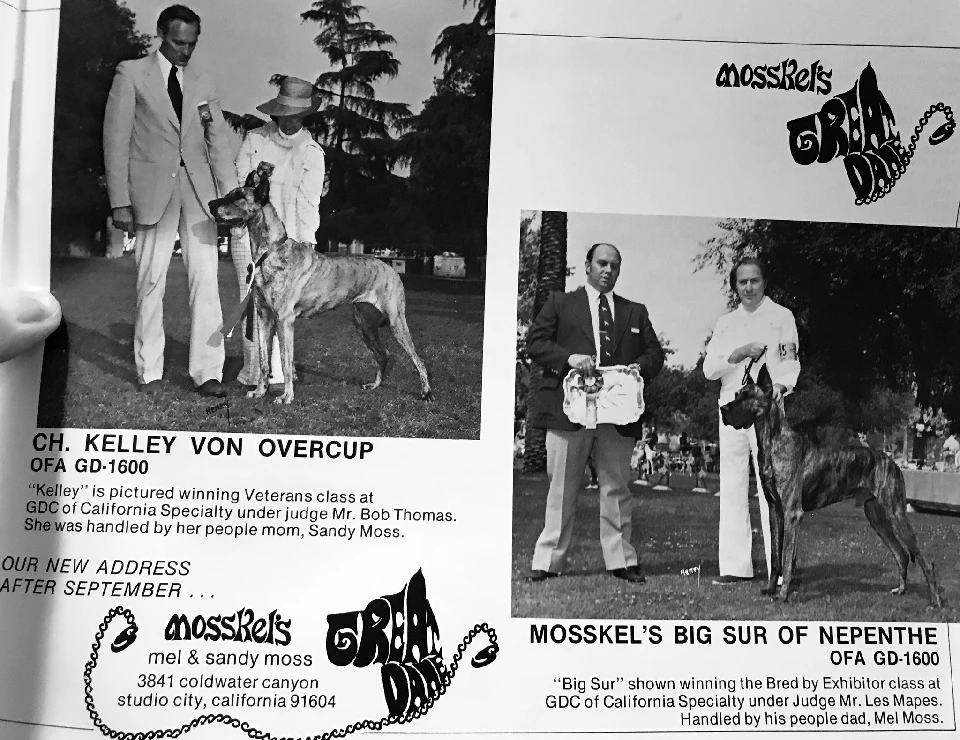 CH. KELLEY VON OVERCUP
OFA GD-1600
"Kelley" is pictured winning Veterans class at
GDC of California Specialty under judge Mr. Bob Thomas.
She was handled by her people mom, Sandy Moss.
OUR NEW ADDRESS
AFTER SEPTEMBER . . .
mosskel's
mel & sandy moss
3841 coldwater canyon
studio city, california 91604
GREAT
DANE
mosskel's
GREAT
DANE
Henry
Henry
MOSSKEL'S BIG SUR OF NEPENTHE
OFA GD-1600
"Big Sur" shown winning the Bred by Exhibitor class at
GDC of California Specialty under Judge Mr. Les Mapes.
Handled by his people dad, Mel Moss.